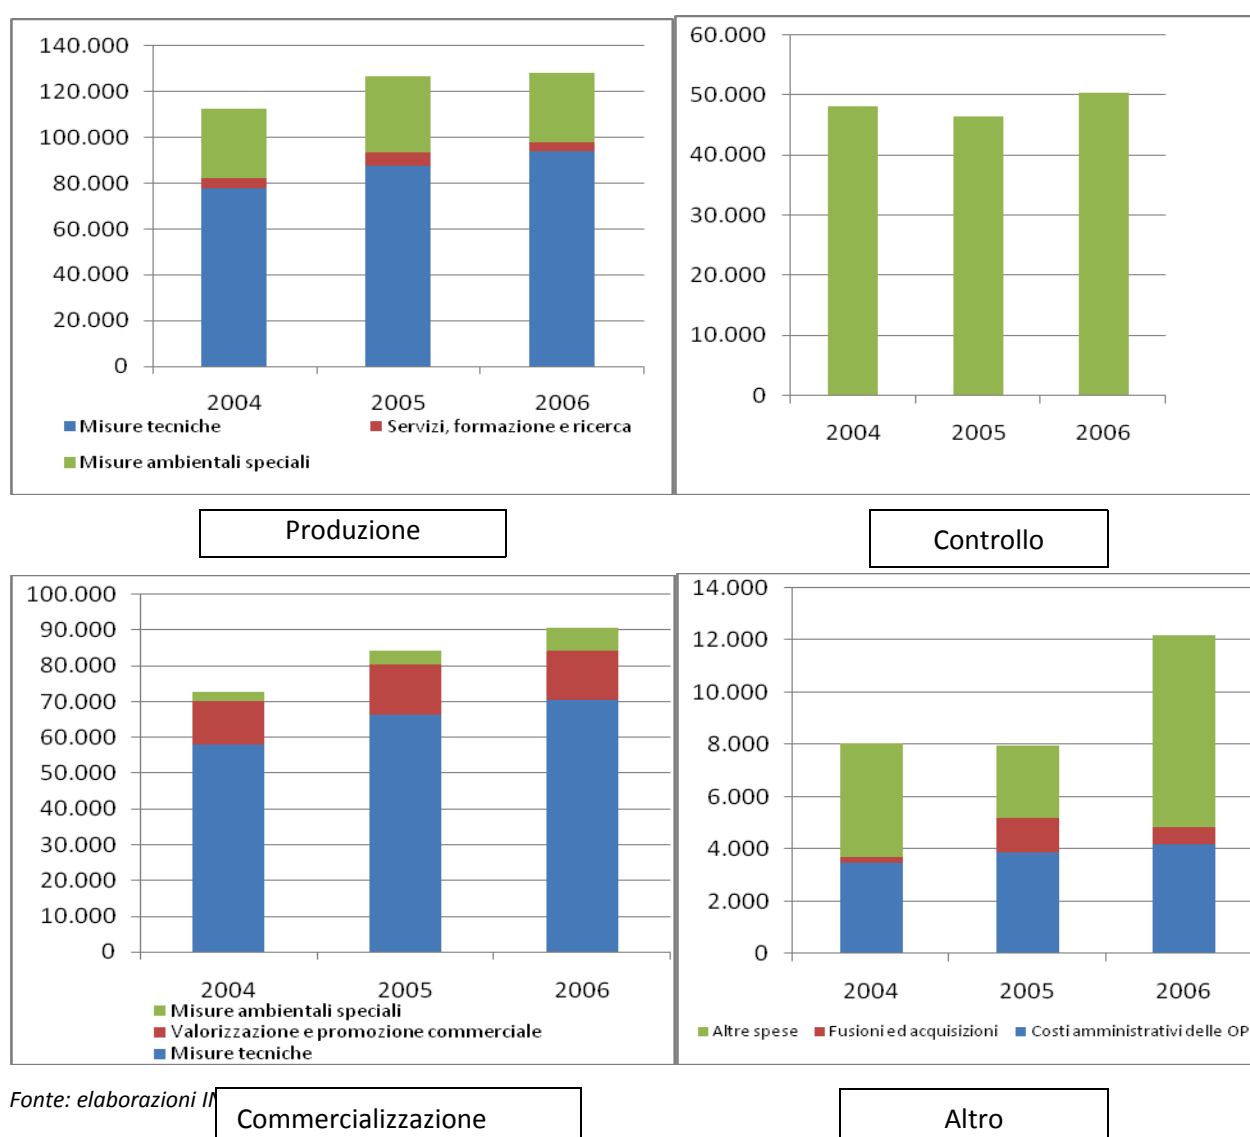 140.000
120.000
100.000
80.000
60.000
40.000
20.000
0
2004 2005 2006
Misure tecniche Servizi, formazione e ricerca
Misure ambientali speciali
Produzione
60.000
50.000
40.000
30.000
20.000
10.000
0
2004 2005 2006
Controllo
100.000
90.000
80.000
70.000
60.000
50.000
40.000
30.000
20.000
10.000
0
2004 2005 2006
Misure ambientali speciali
Valorizzazione e promozione commerciale
Misure tecniche
14.000
12.000
10.000
8.000
6.000
4.000
2.000
0
2004 2005 2006
Altre spese Fusioni ed acquisizioni Costi amministrativi delle OP
Fonte: elaborazioni
Commercializzazione
Altro